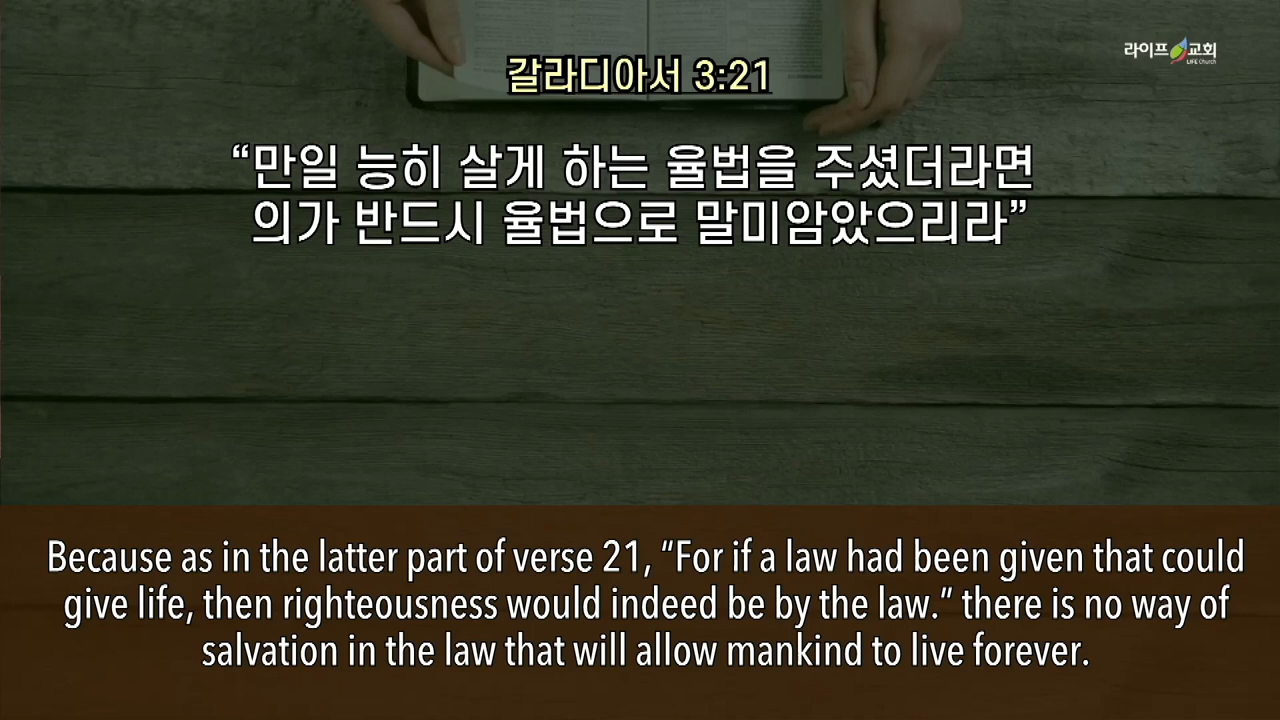 라이프 교회
LIFE Church
갈라디아서 3:21
“만일 능히 살게 하는 율법을 주셨더라면
의가 반드시 율법으로 말미암았으리라”
Because as in the latter part of verse 21, “For if a law had been given that could
give life, then righteousness would indeed be by the law.” there is no way of
salvation in the law that will allow mankind to live forever.